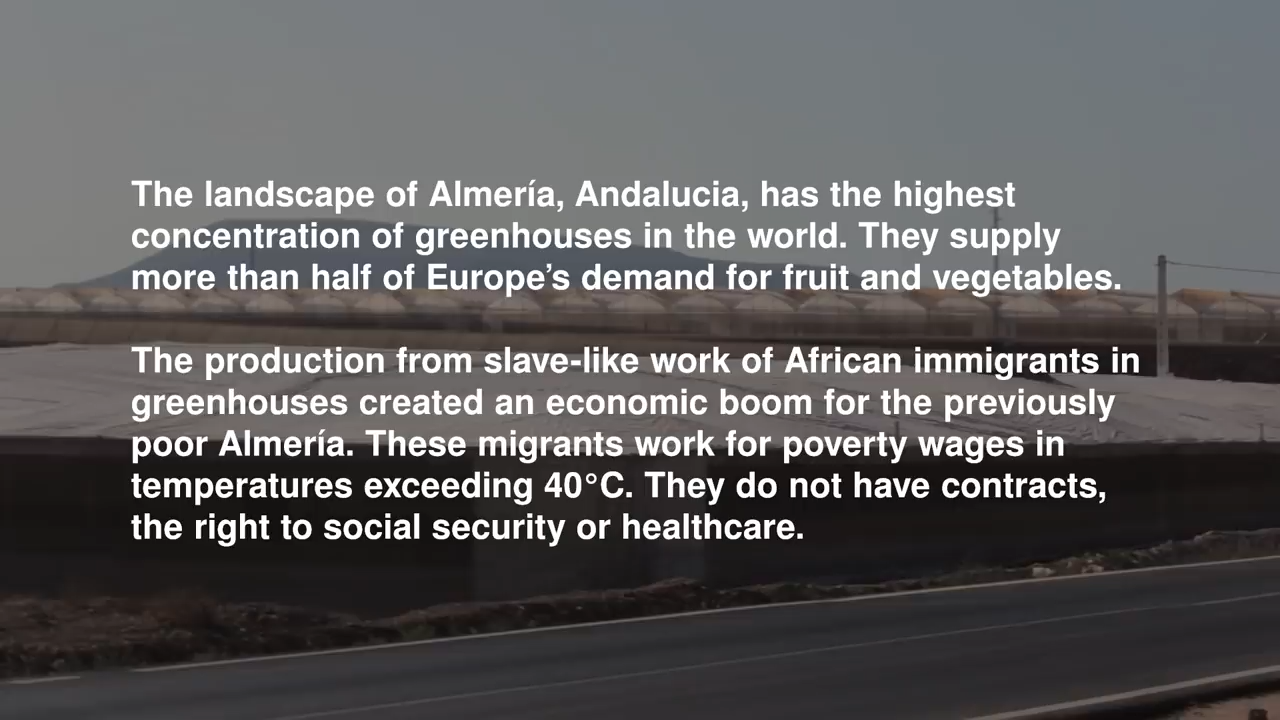 The landscape of Almería, Andalucia, has the highest
concentration of greenhouses in the world. They supply
more than half of Europe’s demand for fruit and vegetables.
The production from slave-like work of African immigrants in
greenhouses created an economic boom for the previously
poor Almería. These migrants work for poverty wages in
temperatures exceeding 40°C. They do not have contracts,
the right to social security or healthcare.